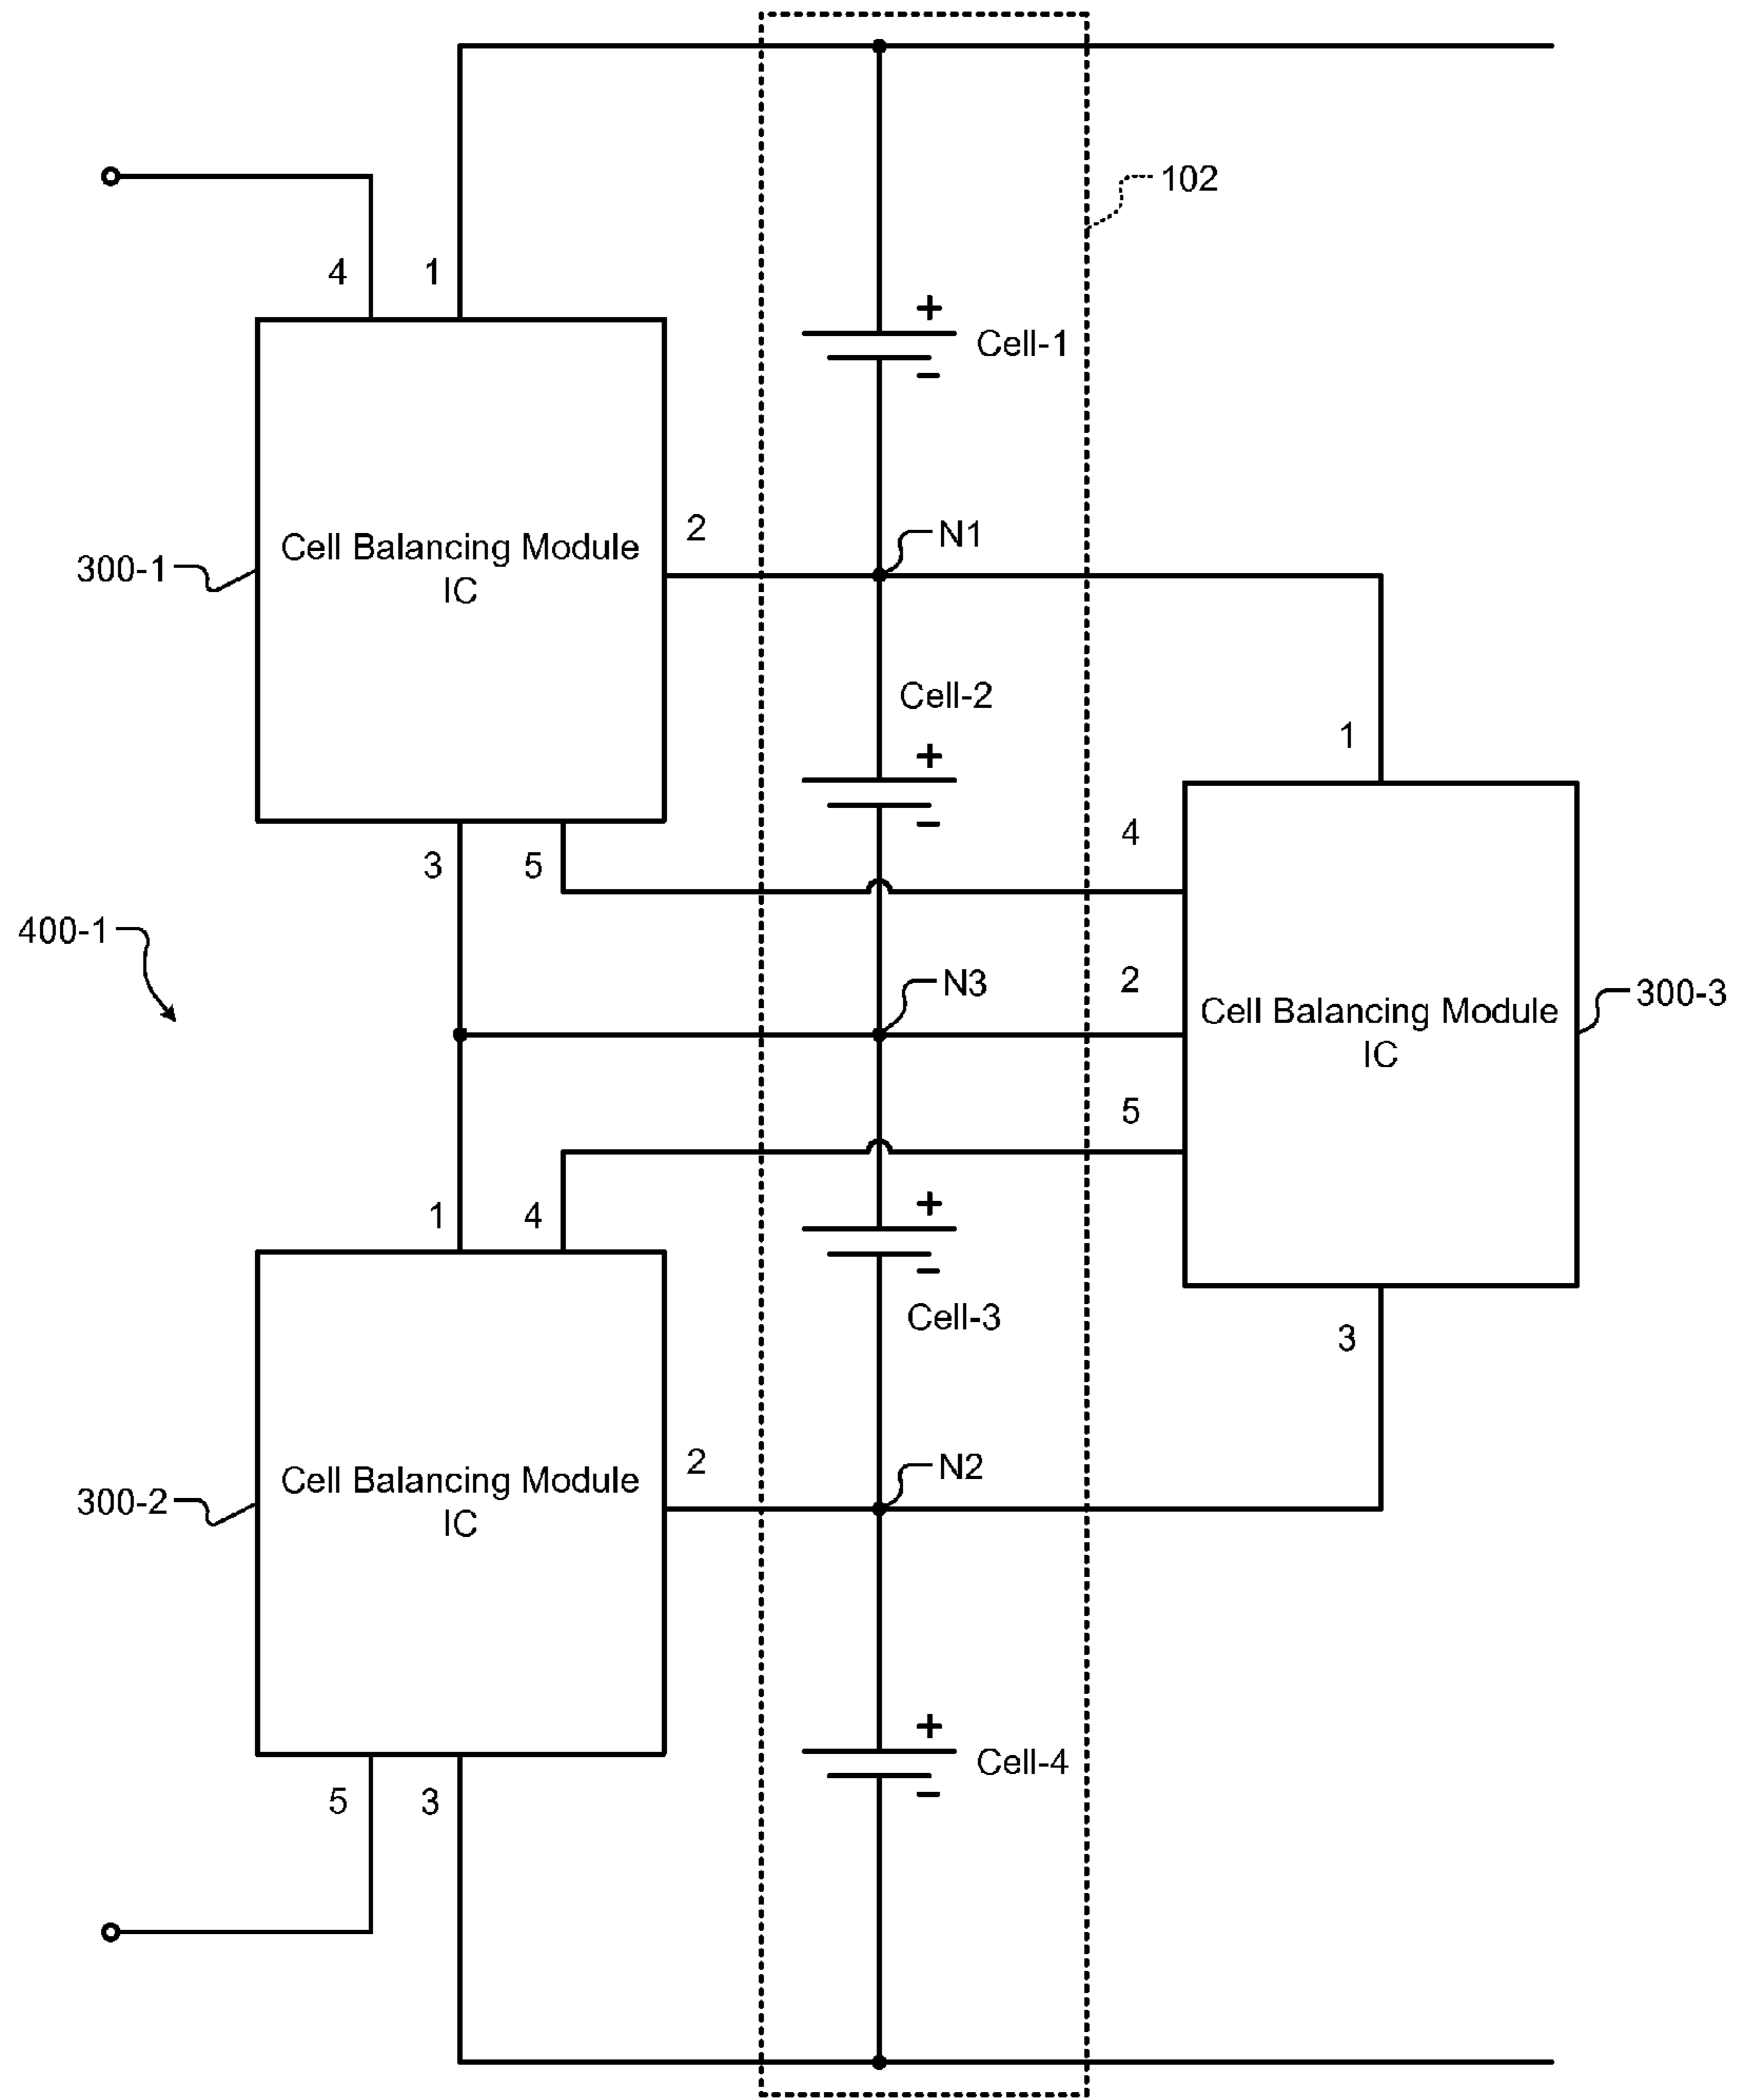 102
4
1
+
Cell-1
−
2
N1
Cell Balancing Module
IC
300-1
Cell-2
1
+
−
4
3
5
400-1
N3
2
Cell Balancing Module
IC
300-3
5
1
4
+
−
Cell-3
3
2
N2
Cell Balancing Module
IC
300-2
+
Cell-4
−
5
3